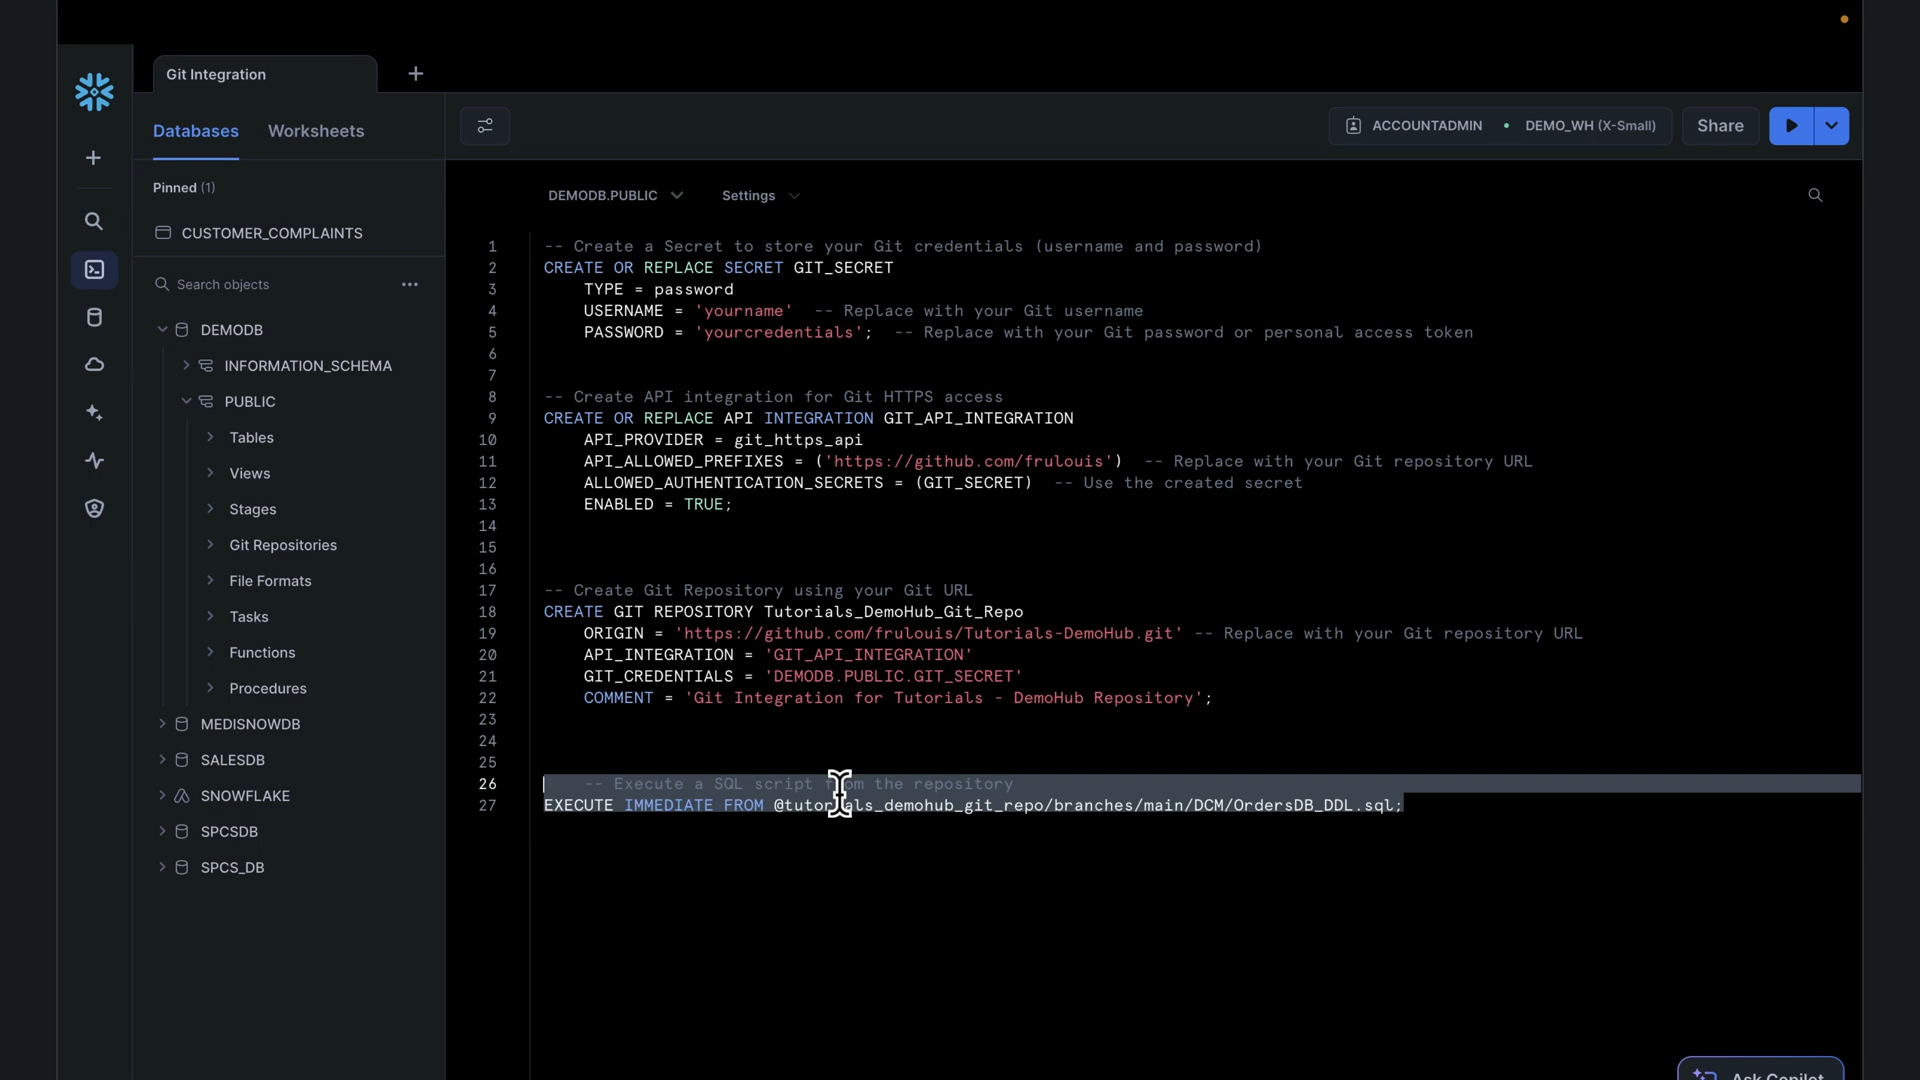 Git Integration
Databases Worksheets
ACCOUNTADMIN • DEMO_WH (X-Small) Share
Pinned (1)
CUSTOMER_COMPLAINTS
Search objects
DEMODB
INFORMATION_SCHEMA
PUBLIC
Tables
Views
Stages
Git Repositories
File Formats
Tasks
Functions
Procedures
MEDISNOWDB
SALESDB
SNOWFLAKE
SPCSDB
SPCS_DB
DEMODB.PUBLIC Settings
1 -- Create a Secret to store your Git credentials (username and password)
2 CREATE OR REPLACE SECRET GIT_SECRET
3 TYPE = password
4 USERNAME = 'yourname' -- Replace with your Git username
5 PASSWORD = 'yourcredentials'; -- Replace with your Git password or personal access token
6
7
8 -- Create API integration for Git HTTPS access
9 CREATE OR REPLACE API INTEGRATION GIT_API_INTEGRATION
10 API_PROVIDER = git_https_api
11 API_ALLOWED_PREFIXES = ('https://github.com/frulouis') -- Replace with your Git repository URL
12 ALLOWED_AUTHENTICATION_SECRETS = (GIT_SECRET) -- Use the created secret
13 ENABLED = TRUE;
14
15
16
17 -- Create Git Repository using your Git URL
18 CREATE GIT REPOSITORY Tutorials_DemoHub_Git_Repo
19 ORIGIN = 'https://github.com/frulouis/Tutorials-DemoHub.git' -- Replace with your Git repository URL
20 API_INTEGRATION = 'GIT_API_INTEGRATION'
21 GIT_CREDENTIALS = 'DEMODB.PUBLIC.GIT_SECRET'
22 COMMENT = 'Git Integration for Tutorials - DemoHub Repository';
23
24
25
26 -- Execute a SQL script from the repository
27 EXECUTE IMMEDIATE FROM @tutorials_demohub_git_repo/branches/main/DCM/OrdersDB_DDL.sql;
Ask Copilot